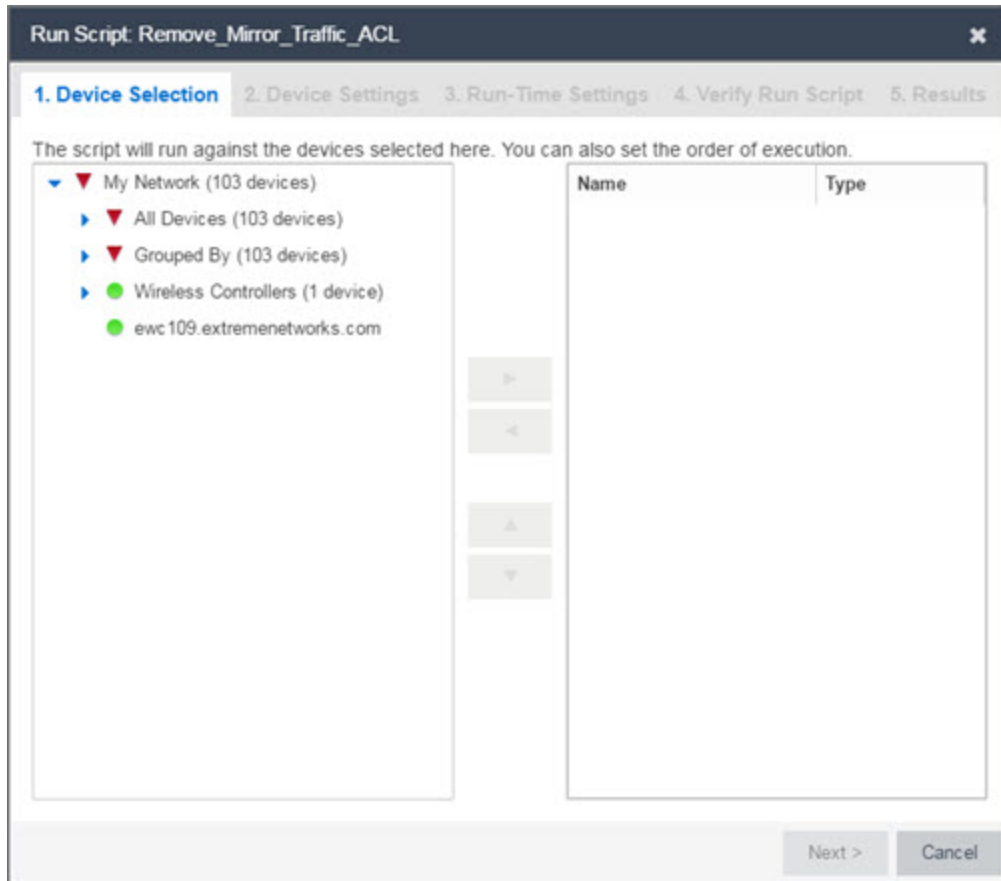 Run Script: Remove_Mirror_Traffic_ACL
1. Device Selection 2. Device Settings 3. Run-Time Settings 4. Verify Run Script 5. Results
The script will run against the devices selected here. You can also set the order of execution.
My Network (103 devices)
All Devices (103 devices)
Grouped By (103 devices)
Wireless Controllers (1 device)
ewc109.extremenetworks.com
Name Type
Next > Cancel